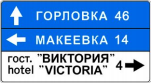 ГОРЛОВКА 46
МАКЕЕВКА 14
гост. "ВИКТОРИЯ"
hotel "VICTORIA" 4